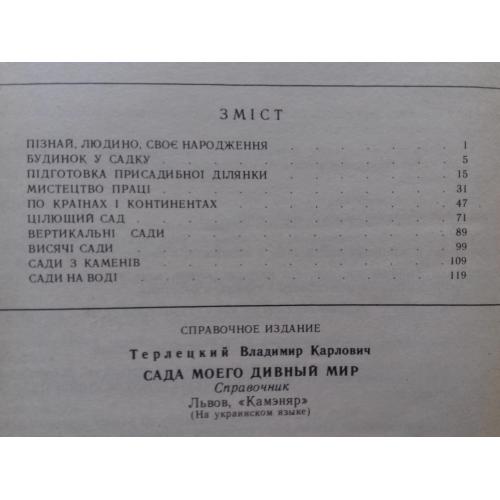 ЗМІСТ
ПІЗНАЙ, ЛЮДИНО, СВОЄ НАРОДЖЕННЯ . . . . . . . 1
БУДИНОК У САДКУ . . . . . . . . . . . 5
ПІДГОТОВКА ПРИСАДИБНОЇ ДІЛЯНКИ . . . . . . . 15
МИСТЕЦТВО ПРАЦІ . . . . . . . . . . . 31
ПО КРАЇНАХ І КОНТИНЕНТАХ . . . . . . . . 47
ЦІЛЮЩИЙ САД . . . . . . . . . . . . 71
ВЕРТИКАЛЬНІ САДИ . . . . . . . . . . 89
ВИСЯЧІ САДИ . . . . . . . . . . . . 99
САДИ З КАМЕНІВ . . . . . . . . . . . 109
САДИ НА ВОДІ . . . . . . . . . . . . 119
СПРАВОЧНОЕ ИЗДАНИЕ
Терлецкий Владимир Карлович
САДА МОЕГО ДИВНЫЙ МИР
Справочник
Львов, «Камэняр»
(На украинском языке)